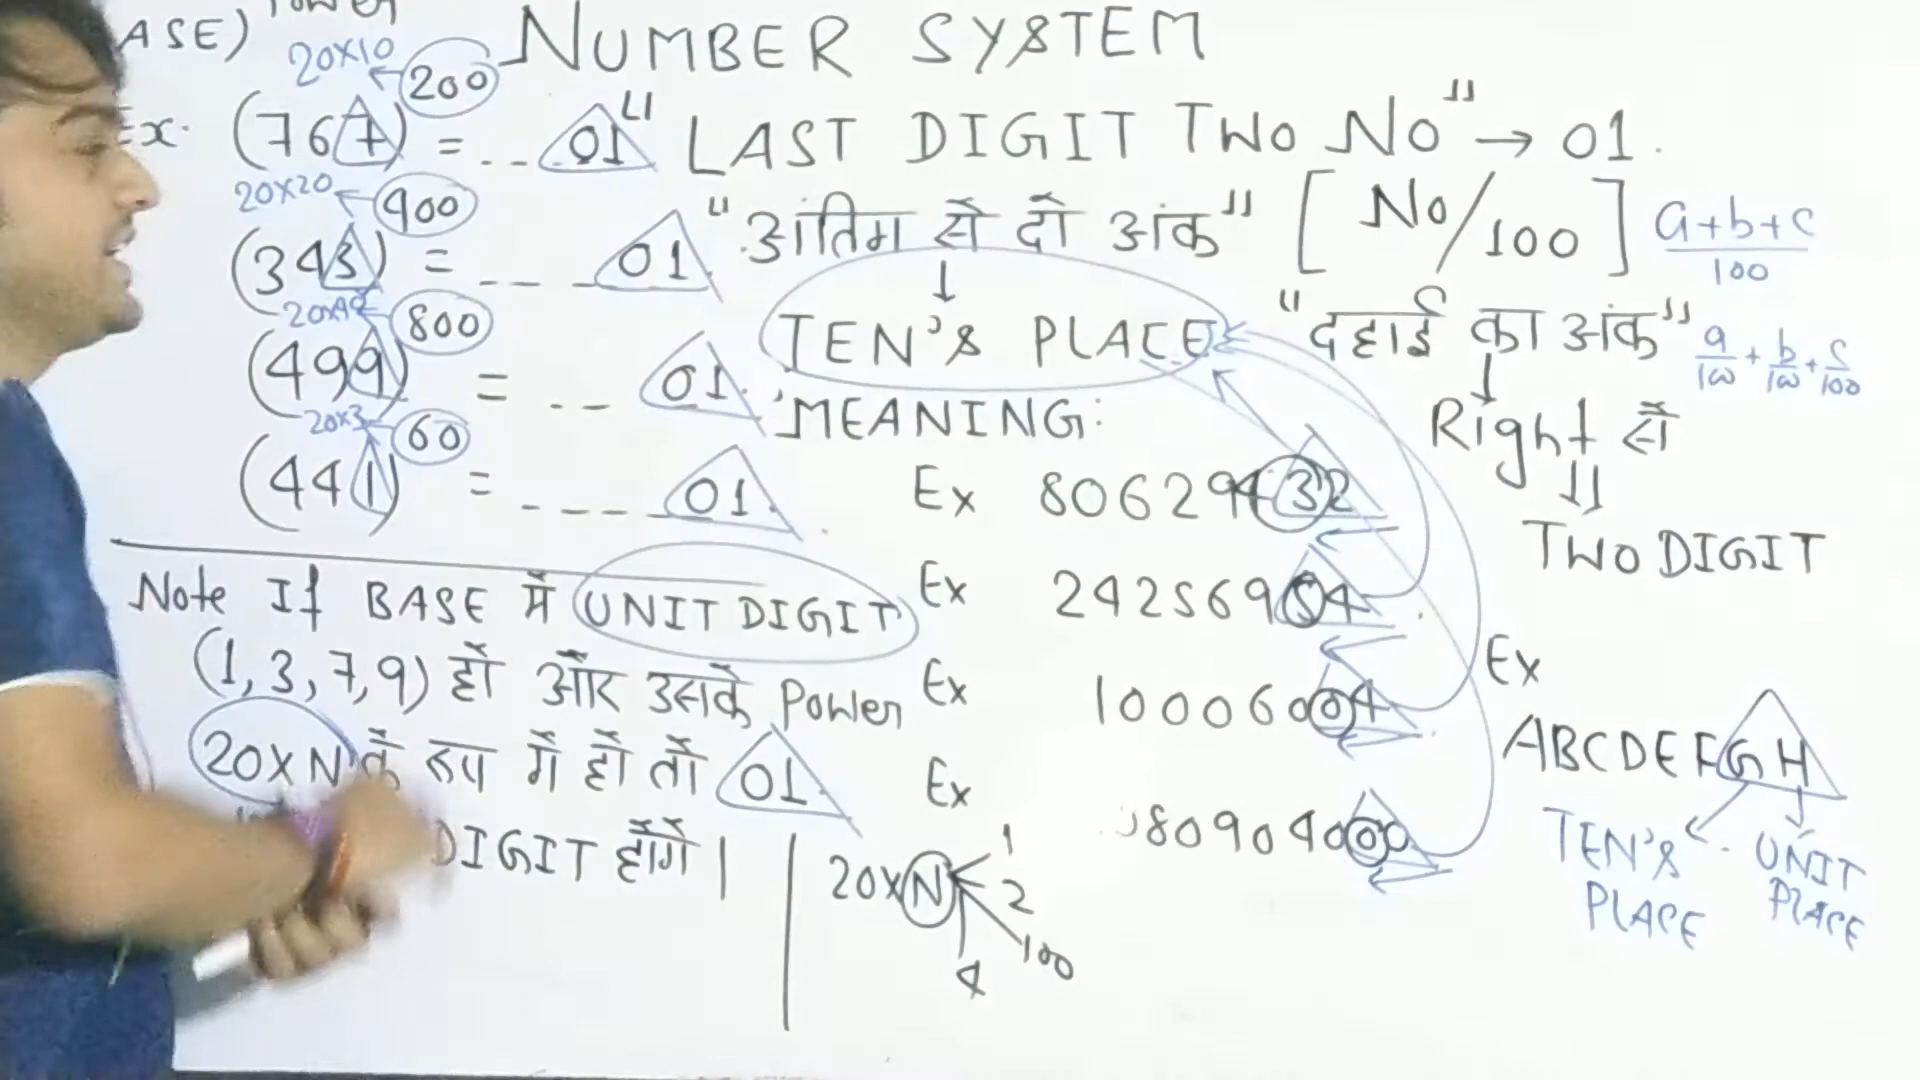 ASE) Power
NUMBER SYSTEM
20×10
Ex. (767)²⁰⁰ = - - 01
"LAST DIGIT TWO NO" → 01.
20×20
(343)⁴⁰⁰ = - - - 01
"अंतिम से दो अंक" [No/100] a+b+c/100
↓
(499)⁸⁰⁰ = - - 01
TEN'S PLACE
"दहाई का अंक" a/100 + b/100 + c/100
MEANING:
Right से
20×3
(441)⁶⁰ = - - - 01
Ex 80629432
TWO DIGIT
Note If BASE में UNIT DIGIT
Ex 24256954
(1, 3, 7, 9) हो और उसके Power
Ex 10006004
Ex
ABCDEFGH
20×N के रूप में हो तो 01
Ex 80904000
TEN'S PLACE
UNIT PLACE
DIGIT होंगे |
20×N
1
2
100
4